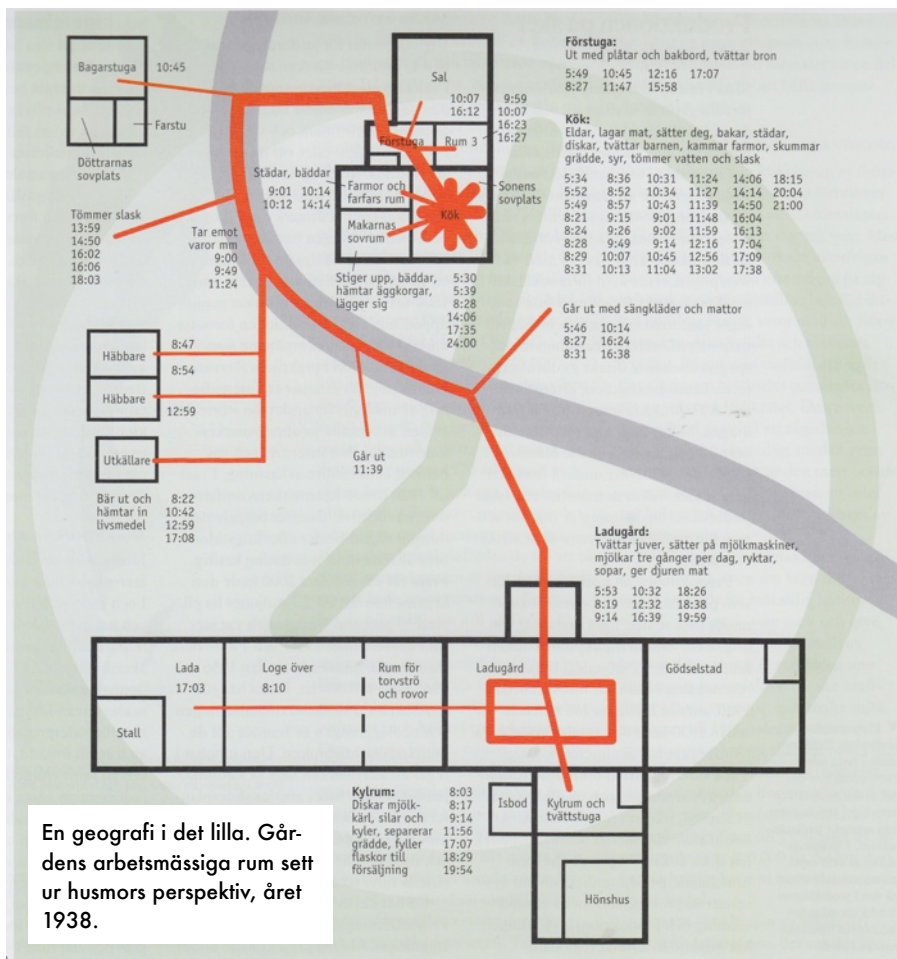 Förstuga:
Ut med plåtar och bakbord, tvättar bron
5:49 10:45 12:16 17:07
8:27 11:47 15:58
Kök:
Eldar, lagar mat, sätter deg, bakar, städar,
diskar, tvättar barnen, kammar farmor, skummar
grädde, syr, tömmer vatten och slask
5:34 8:36 10:31 11:24 14:06 18:15
5:52 8:52 10:34 11:27 14:14 20:04
5:49 8:57 10:43 11:39 14:50 21:00
8:21 9:15 9:01 11:48 16:04
8:24 9:26 9:02 11:59 16:13
8:28 9:49 9:14 12:16 17:04
8:29 10:07 10:45 12:56 17:09
8:31 10:13 11:04 13:02 17:38
Bagarstuga
10:45
Farstu
Döttrarnas
sovplats
Sal
10:07
16:12
9:59
10:07
16:23
16:27
Förstuga
Rum 3
Städar, bäddar
9:01 10:14
10:12 14:14
Farmor och
farfars rum
Makarnas
sovrum
Kök
Sonens
sovplats
Tömmer slask
13:59
14:50
16:02
16:06
18:03
Tar emot
varor mm
9:00
9:49
11:24
Stiger upp, bäddar,
hämtar äggkorgar,
lägger sig
5:30
5:39
8:28
14:06
17:35
24:00
Går ut med sängkläder och mattor
5:46 10:14
8:27 16:24
8:31 16:38
Häbbare
8:47
8:54
Häbbare
12:59
Utkällare
Går ut
11:39
Bär ut och
hämtar in
livsmedel
8:22
10:42
12:59
17:08
Ladugård:
Tvättar juver, sätter på mjölkmaskiner,
mjölkar tre gånger per dag, ryktar,
sopar, ger djuren mat
5:53 10:32 18:26
8:19 12:32 18:38
9:14 16:39 19:59
Lada
17:03
Loge över
8:10
Rum för
torvströ
och rovor
Ladugård
Gödselstad
Stall
Kylrum:
Diskar mjölk-
kärl, silar och
kyler, separerar
grädde, fyller
flaskor till
försäljning
8:03
8:17
9:14
11:56
17:07
18:29
19:54
Isbod
Kylrum och
tvättstuga
Hönshus
En geografi i det lilla. Går-
dens arbetsmässiga rum sett
ur husmors perspektiv, året
1938.